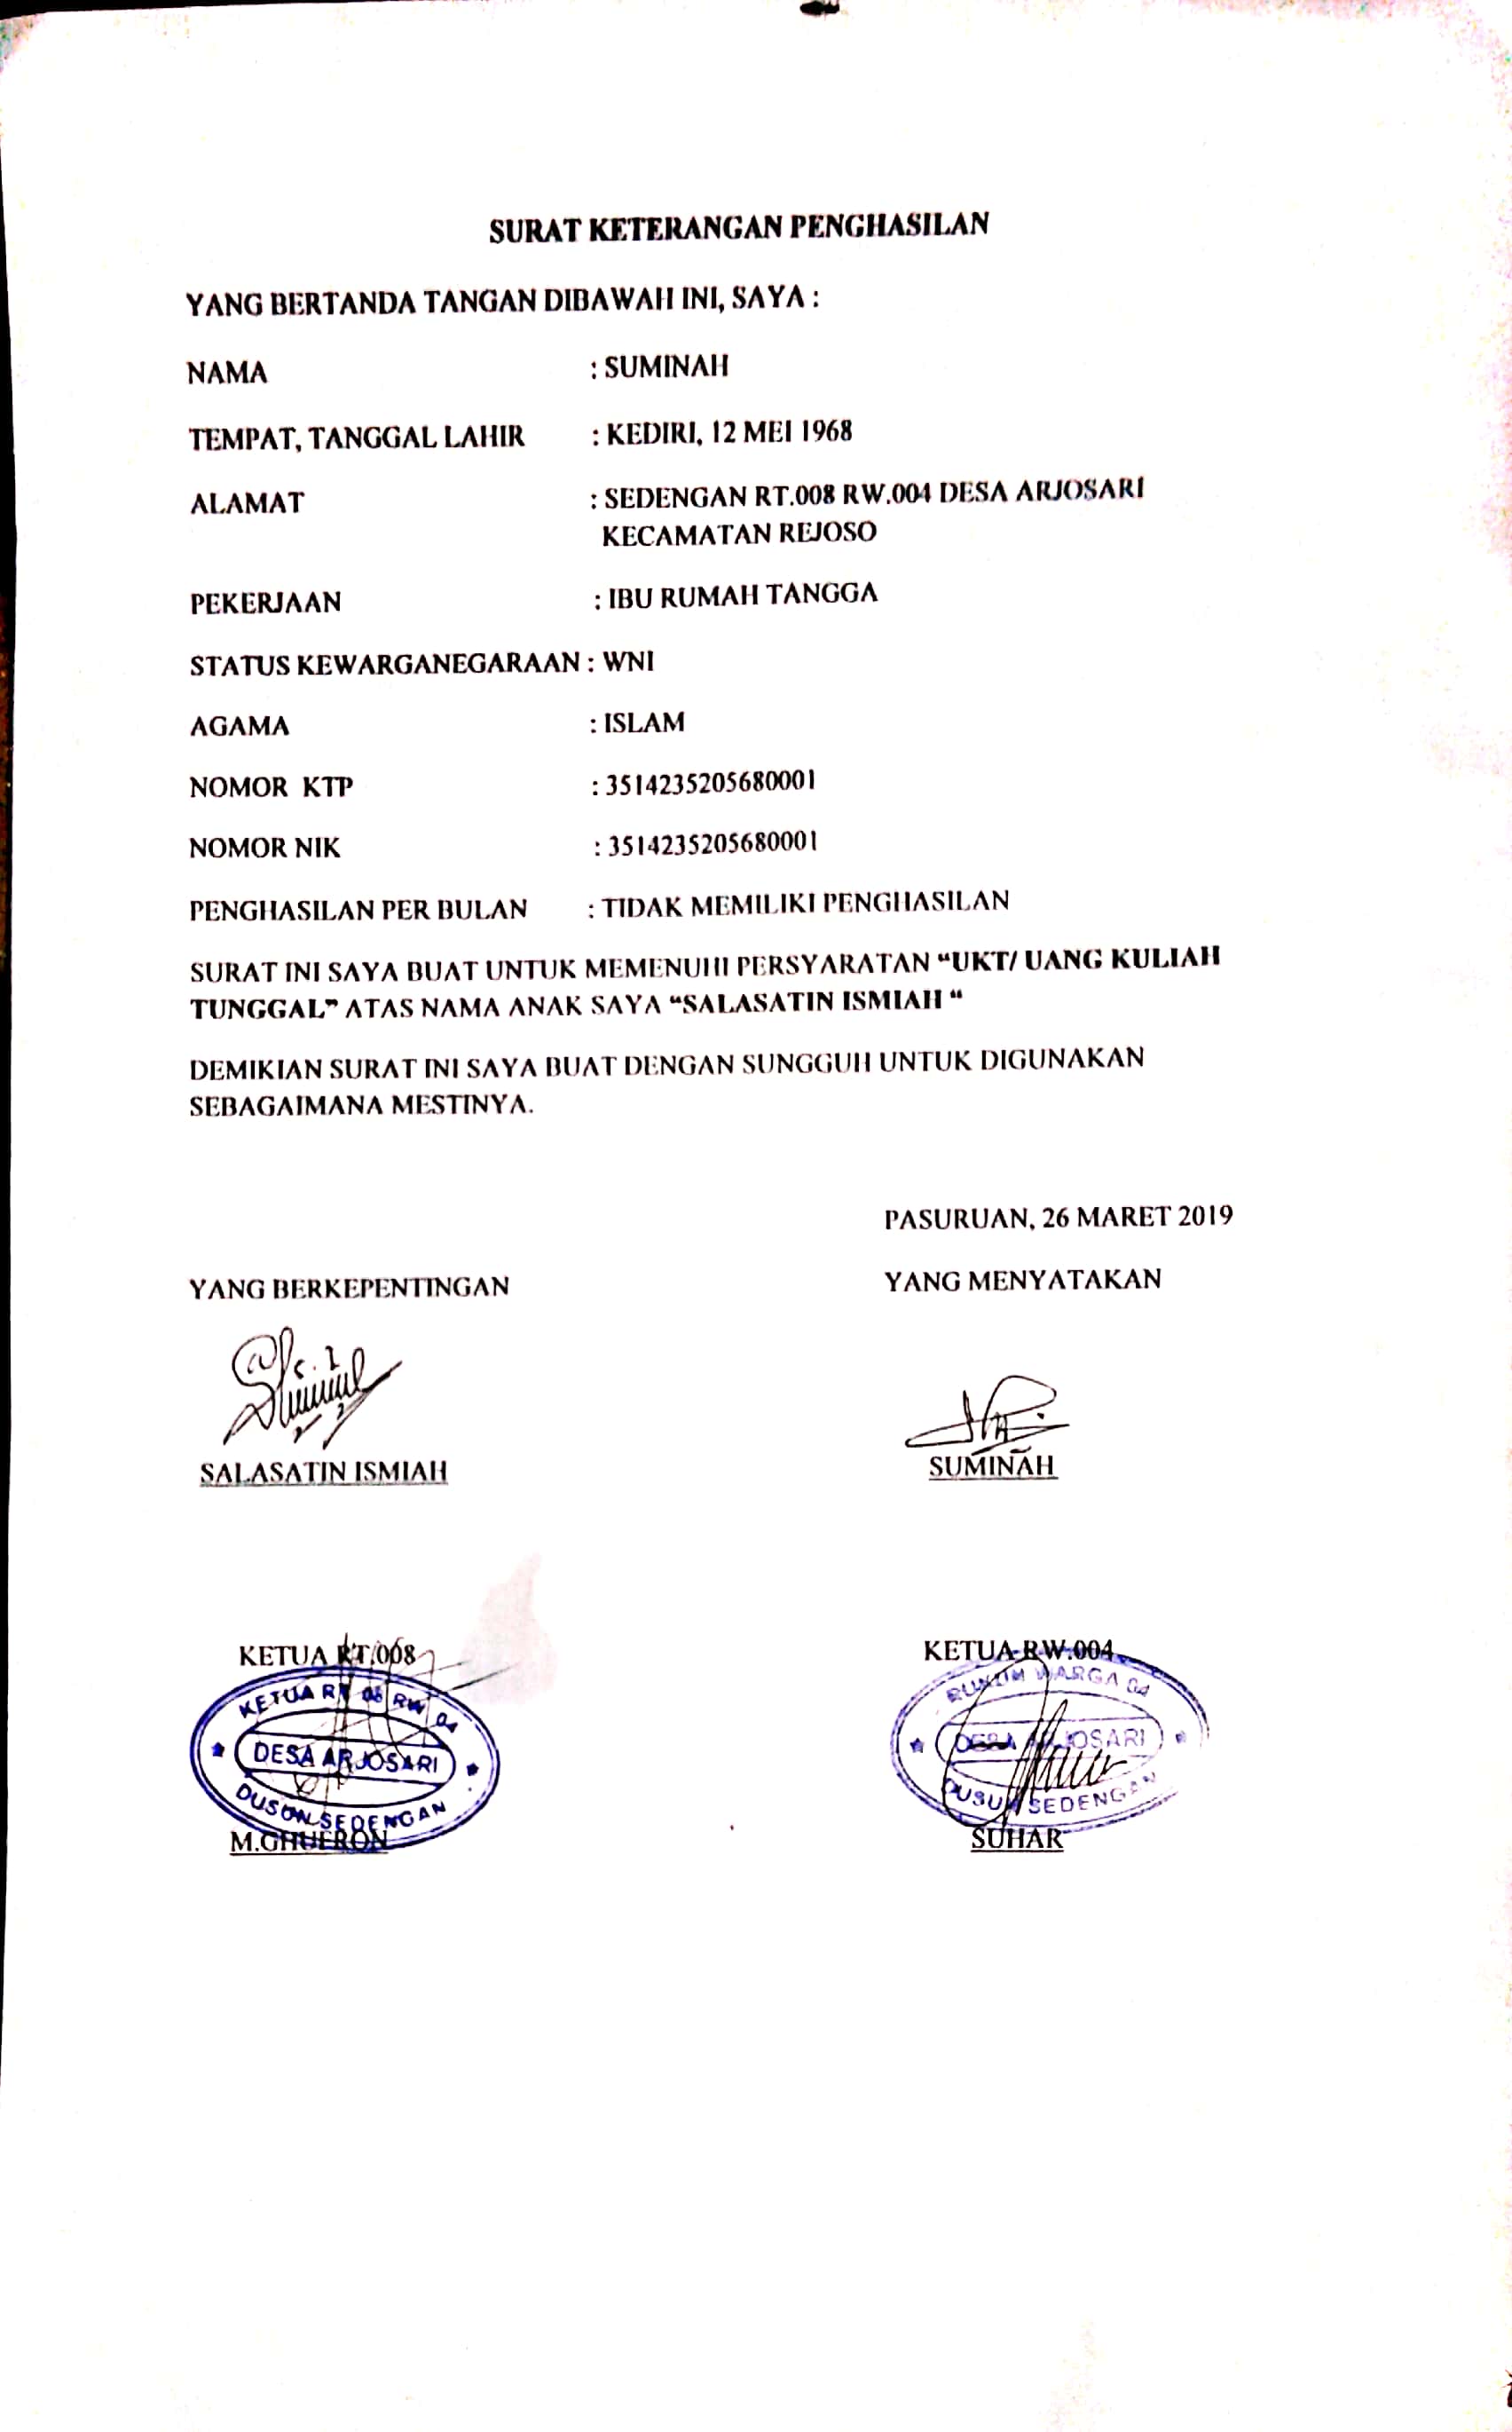 SURAT KETERANGAN PENGHASILAN
YANG BERTANDA TANGAN DIBAWAH INI, SAYA :
NAMA : SUMINAH
TEMPAT, TANGGAL LAHIR : KEDIRI, 12 MEI 1968
ALAMAT : SEDENGAN RT.008 RW.004 DESA ARJOSARI
KECAMATAN REJOSO
PEKERJAAN : IBU RUMAH TANGGA
STATUS KEWARGANEGARAAN : WNI
AGAMA : ISLAM
NOMOR KTP : 3514235205680001
NOMOR NIK : 3514235205680001
PENGHASILAN PER BULAN : TIDAK MEMILIKI PENGHASILAN
SURAT INI SAYA BUAT UNTUK MEMENUHI PERSYARATAN “UKT/ UANG KULIAH
TUNGGAL” ATAS NAMA ANAK SAYA “SALASATIN ISMIAH “
DEMIKIAN SURAT INI SAYA BUAT DENGAN SUNGGUH UNTUK DIGUNAKAN
SEBAGAIMANA MESTINYA.
PASURUAN, 26 MARET 2019
YANG BERKEPENTINGAN YANG MENYATAKAN
SALASATIN ISMIAH SUMINAH
KETUA RT.008 KETUA RW.004
KETUA RT 08 RW 04
DESA ARJOSARI
DUSUN SEDENGAN
RUKUN WARGA 04
DESA ARJOSARI
DUSUN SEDENGAN
M.GHUFRON SUHAR